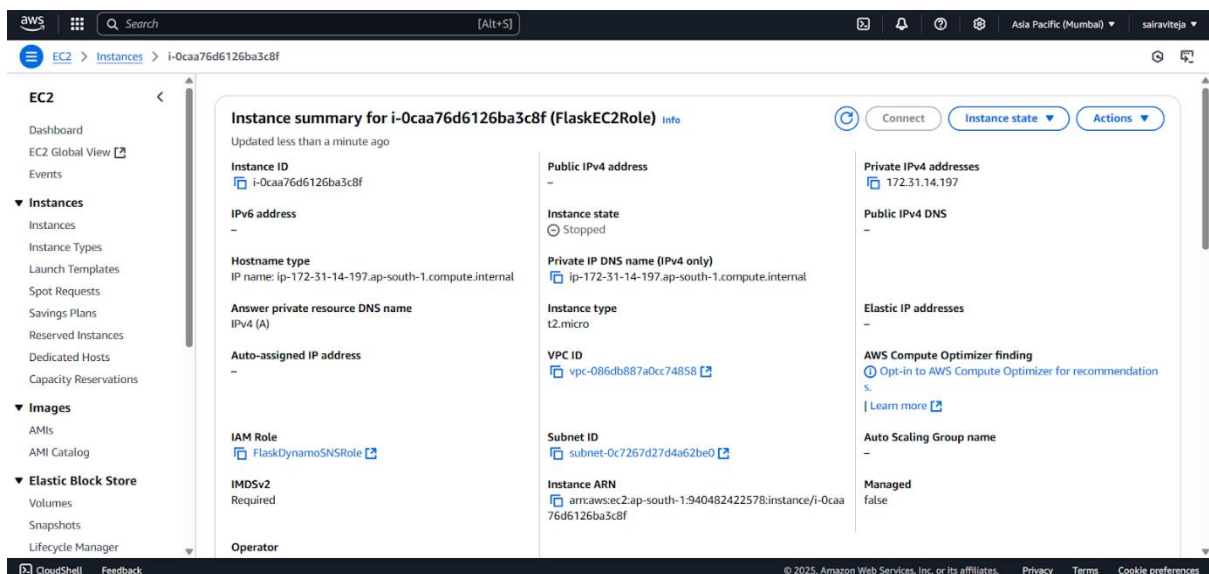 aws
Search
[Alt+S]
Asia Pacific (Mumbai)
sairaviteja
EC2 > Instances > i-0caa76d6126ba3c8f
EC2
Dashboard
EC2 Global View
Events
Instances
Instances
Instance Types
Launch Templates
Spot Requests
Savings Plans
Reserved Instances
Dedicated Hosts
Capacity Reservations
Images
AMIs
AMI Catalog
Elastic Block Store
Volumes
Snapshots
Lifecycle Manager
Instance summary for i-0caa76d6126ba3c8f (FlaskEC2Role) Info
Connect
Instance state
Actions
Updated less than a minute ago
Instance ID
i-0caa76d6126ba3c8f
Public IPv4 address
–
Private IPv4 addresses
172.31.14.197
IPv6 address
–
Instance state
Stopped
Public IPv4 DNS
–
Hostname type
IP name: ip-172-31-14-197.ap-south-1.compute.internal
Private IP DNS name (IPv4 only)
ip-172-31-14-197.ap-south-1.compute.internal
Answer private resource DNS name
IPv4 (A)
Instance type
t2.micro
Elastic IP addresses
–
Auto-assigned IP address
–
VPC ID
vpc-086db887a0cc74858
AWS Compute Optimizer finding
Opt-in to AWS Compute Optimizer for recommendation
s.
| Learn more
IAM Role
FlaskDynamoSNSRole
Subnet ID
subnet-0c7267d27d4a62be0
Auto Scaling Group name
–
IMDSv2
Required
Instance ARN
arn:aws:ec2:ap-south-1:940482422578:instance/i-0caa
76d6126ba3c8f
Managed
false
Operator
CloudShell
Feedback
© 2025, Amazon Web Services, Inc. or its affiliates.
Privacy
Terms
Cookie preferences